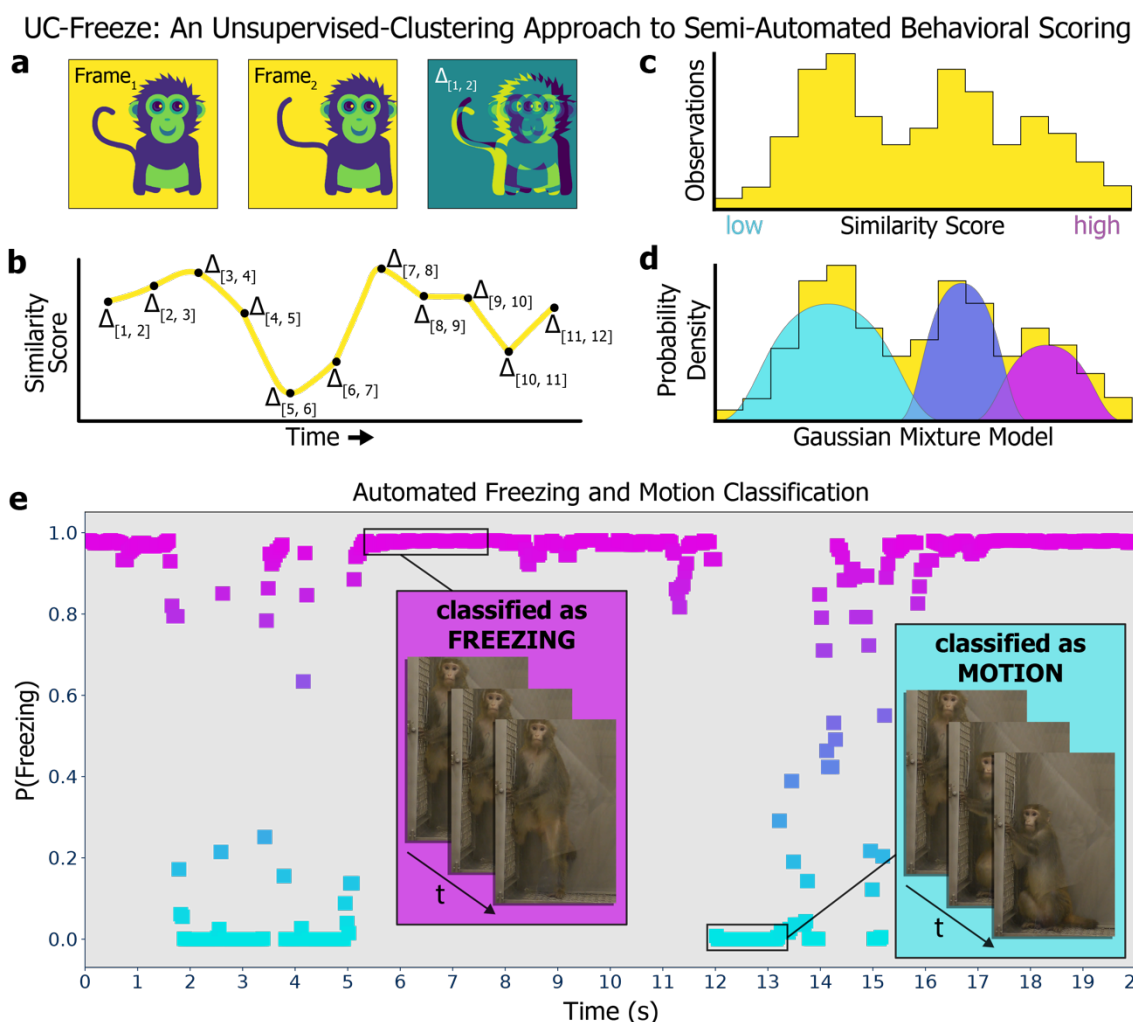 UC-Freeze: An Unsupervised-Clustering Approach to Semi-Automated Behavioral Scoring
a
Frame1
Frame2
Δ[1, 2]
b
Similarity
Score
Δ[1, 2]
Δ[2, 3]
Δ[3, 4]
Δ[4, 5]
Δ[5, 6]
Δ[6, 7]
Δ[7, 8]
Δ[8, 9]
Δ[9, 10]
Δ[10, 11]
Δ[11, 12]
Time
c
Observations
low
Similarity Score
high
d
Probability
Density
Gaussian Mixture Model
e
Automated Freezing and Motion Classification
P(Freezing)
1.0
0.8
0.6
0.4
0.2
0.0
classified as
FREEZING
t
classified as
MOTION
t
0 1 2 3 4 5 6 7 8 9 10 11 12 13 14 15 16 17 18 19
Time (s)